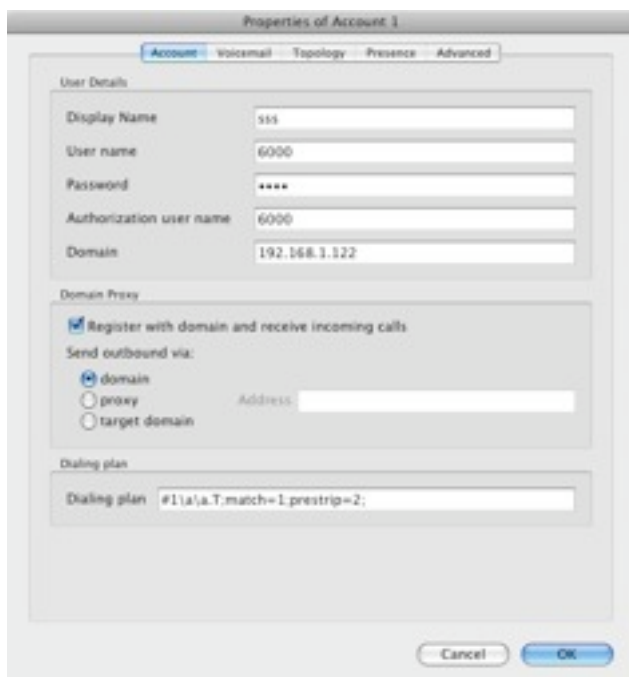 Properties of Account 1
Account Voicemail Topology Presence Advanced
User Details
Display Name sss
User name 6000
Password ••••
Authorization user name 6000
Domain 192.168.1.122
Domain Proxy
Register with domain and receive incoming calls
Send outbound via:
domain
proxy Address
target domain
Dialing plan
Dialing plan #1\a\a.T;match=1;prestrip=2;
Cancel OK